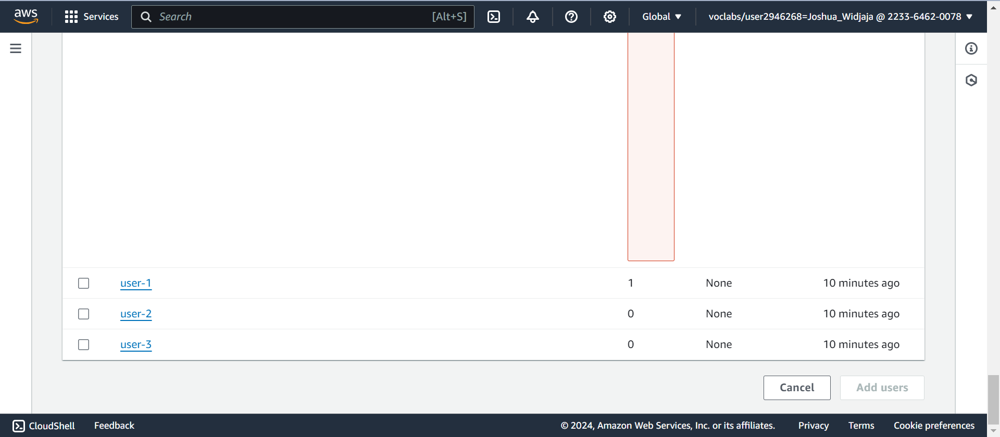 aws Services Search [Alt+S] Global voclabs/user2946268=Joshua_Widjaja @ 2233-6462-0078
user-1 1 None 10 minutes ago
user-2 0 None 10 minutes ago
user-3 0 None 10 minutes ago
Cancel Add users
CloudShell Feedback © 2024, Amazon Web Services, Inc. or its affiliates. Privacy Terms Cookie preferences